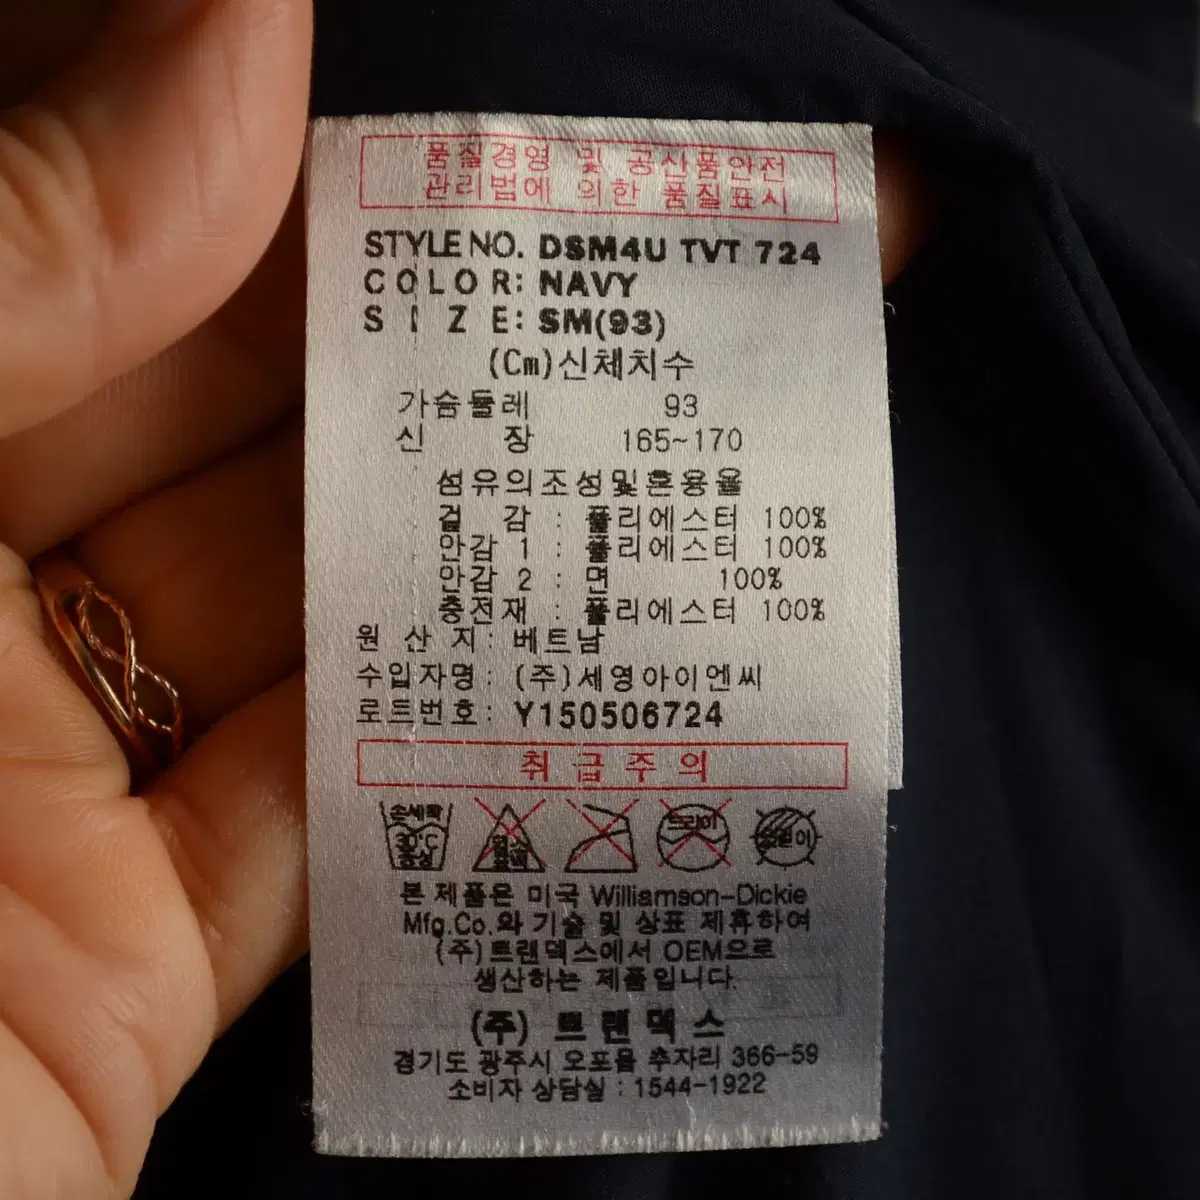 품질경영 및 공산품안전
관리법에 의한 품질표시
STYLE NO. DSM4U TVT 724
COLOR: NAVY
SIZE: SM(93)
(Cm)신체치수
가슴둘레 93
신 장 165~170
섬유의조성및혼용율
겉 감 : 폴리에스터 100%
안감 1 : 폴리에스터 100%
안감 2 : 면 100%
충전재 : 폴리에스터 100%
원 산 지: 베트남
수입자명: (주)세영아이엔씨
로트번호: Y150506724
취급주의
손세탁
30℃
중성
염소
표백
드라이
본 제품은 미국 Williamson-Dickie
Mfg.Co.와 기술 및 상표 제휴하여
(주)트랜덱스에서 OEM으로
생산하는 제품입니다.
(주) 트랜덱스
경기도 광주시 오포읍 추자리 366-59
소비자 상담실 : 1544-1922